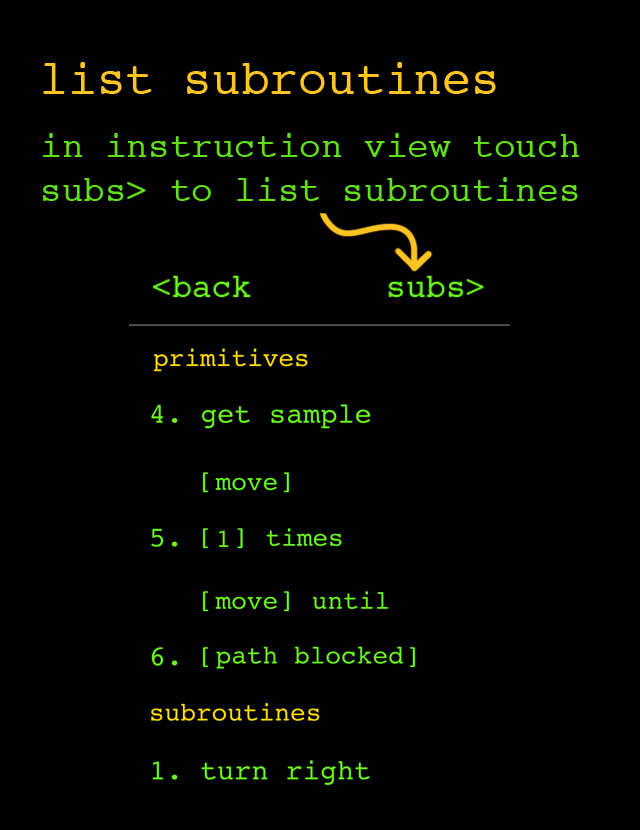 list subroutines
in instruction view touch
subs> to list subroutines
<back subs>
primitives
4. get sample
[move]
5. [1] times
[move] until
6. [path blocked]
subroutines
1. turn right